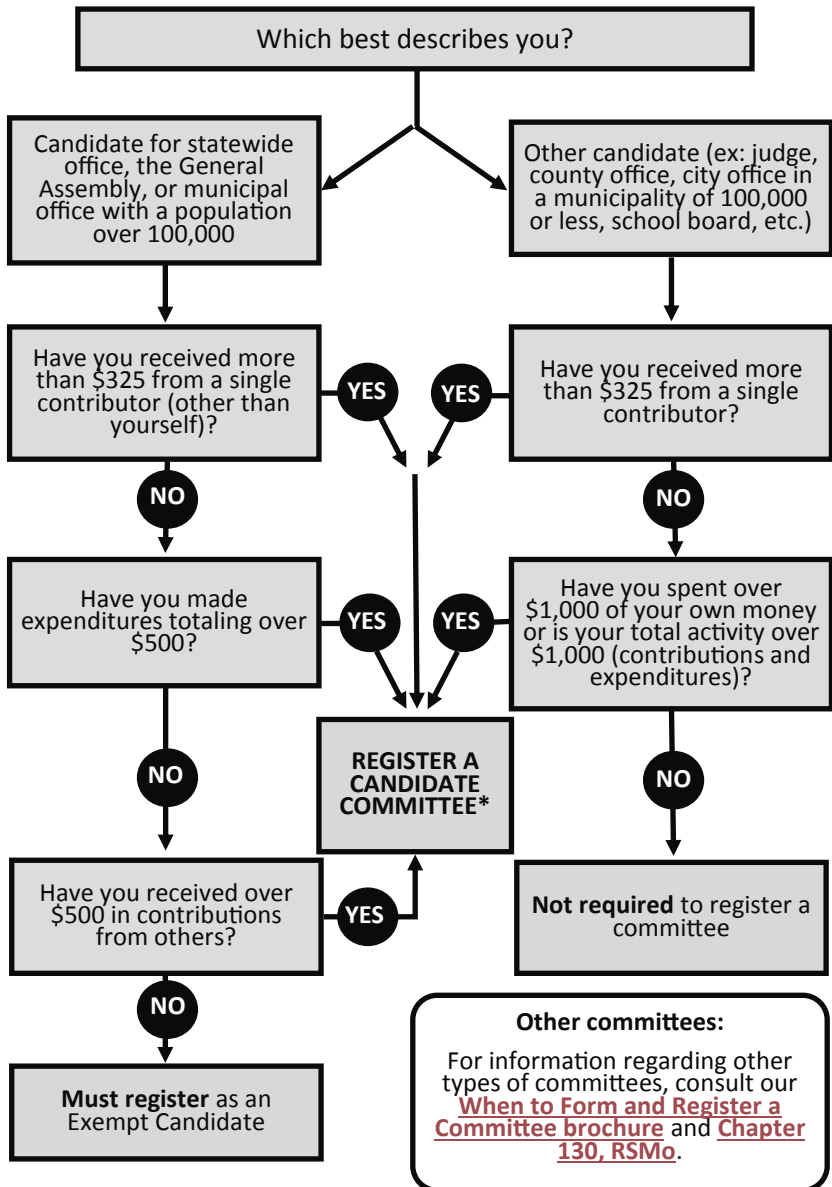 Which best describes you?
Candidate for statewide
office, the General
Assembly, or municipal
office with a population
over 100,000
Other candidate (ex: judge,
county office, city office in
a municipality of 100,000
or less, school board, etc.)
Have you received more
than $325 from a single
contributor (other than
yourself)?
YES
YES
Have you received more
than $325 from a single
contributor?
NO
NO
Have you made
expenditures totaling over
$500?
YES
YES
Have you spent over
$1,000 of your own money
or is your total activity over
$1,000 (contributions and
expenditures)?
NO
REGISTER A
CANDIDATE
COMMITTEE*
NO
Have you received over
$500 in contributions
from others?
YES
Not required to register a
committee
NO
Must register as an
Exempt Candidate
Other committees:
For information regarding other
types of committees, consult our
When to Form and Register a
Committee brochure and Chapter
130, RSMo.